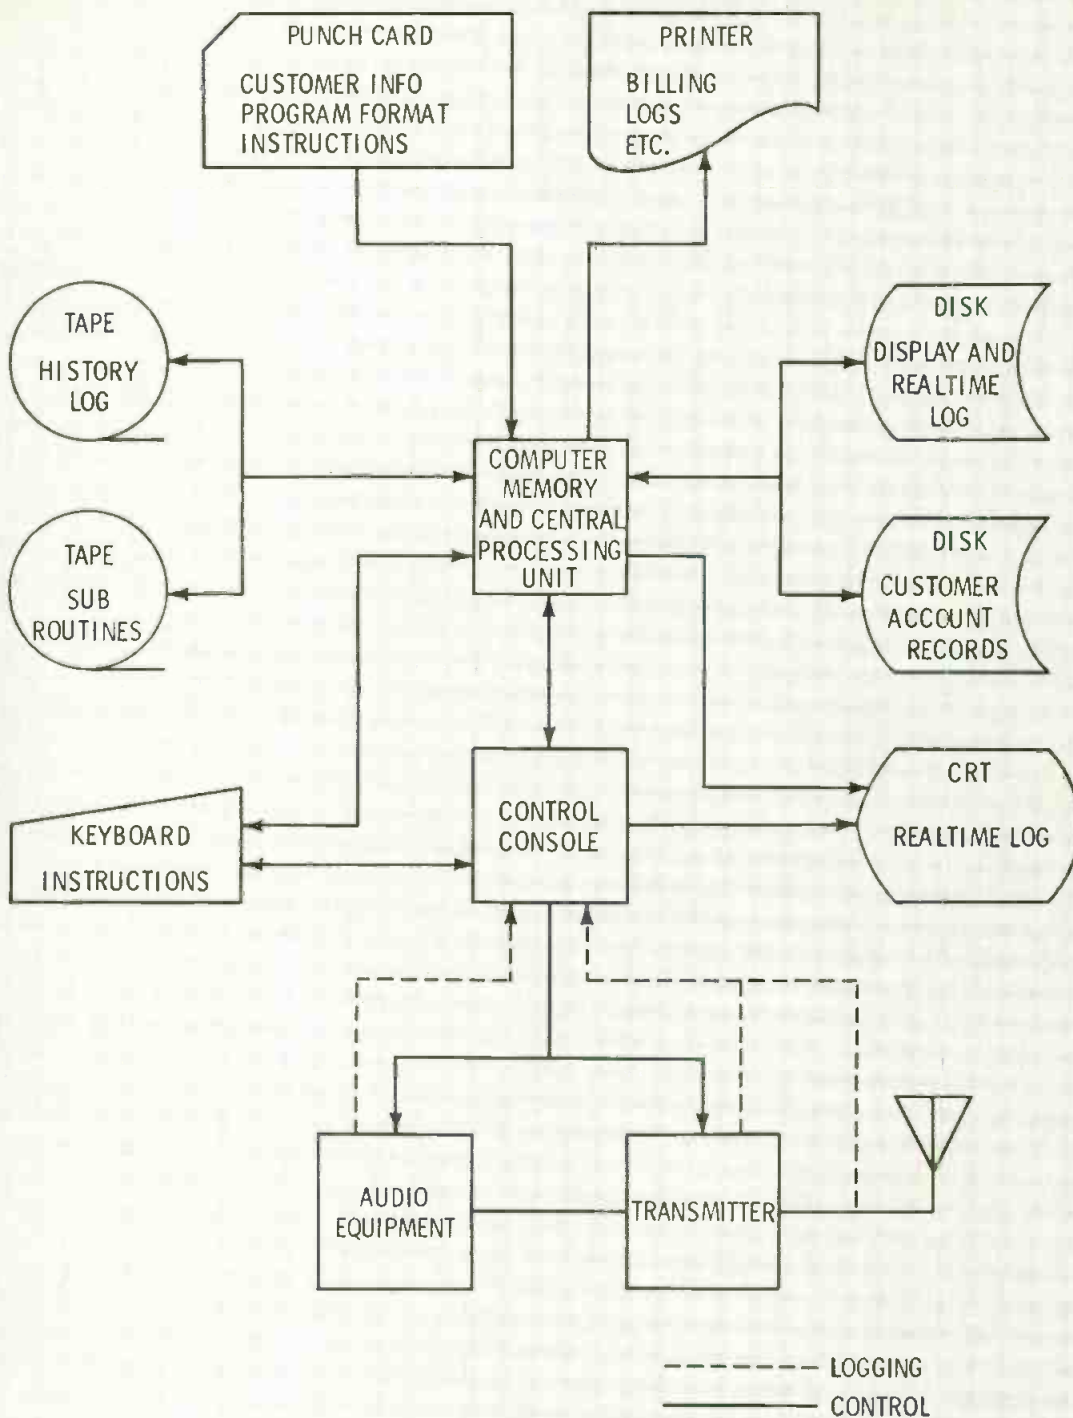 PUNCH CARD
CUSTOMER INFO
PROGRAM FORMAT
INSTRUCTIONS
PRINTER
BILLING
LOGS
ETC.
TAPE
HISTORY
LOG
DISK
DISPLAY AND
REALTIME
LOG
COMPUTER
MEMORY
AND CENTRAL
PROCESSING
UNIT
TAPE
SUB
ROUTINES
DISK
CUSTOMER
ACCOUNT
RECORDS
KEYBOARD
INSTRUCTIONS
CONTROL
CONSOLE
CRT
REALTIME LOG
AUDIO
EQUIPMENT
TRANSMITTER
LOGGING
CONTROL